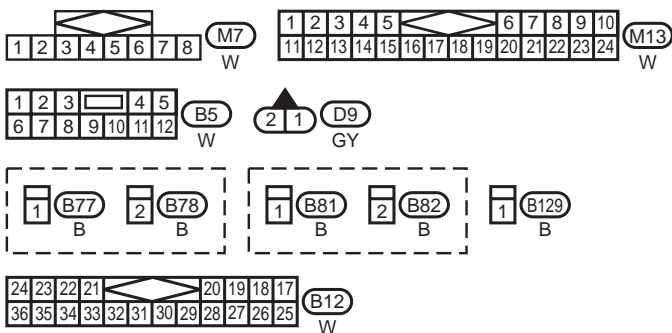 1 2 3 4 5 6 7 8 M7
W
1 2 3 4 5 6 7 8 9 10
11 12 13 14 15 16 17 18 19 20 21 22 23 24 M13
W
1 2 3 4 5
6 7 8 9 10 11 12 B5
W
2 1 D9
GY
1 B77
B
2 B78
B
1 B81
B
2 B82
B
1 B129
B
24 23 22 21 20 19 18 17
36 35 34 33 32 31 30 29 28 27 26 25 B12
W